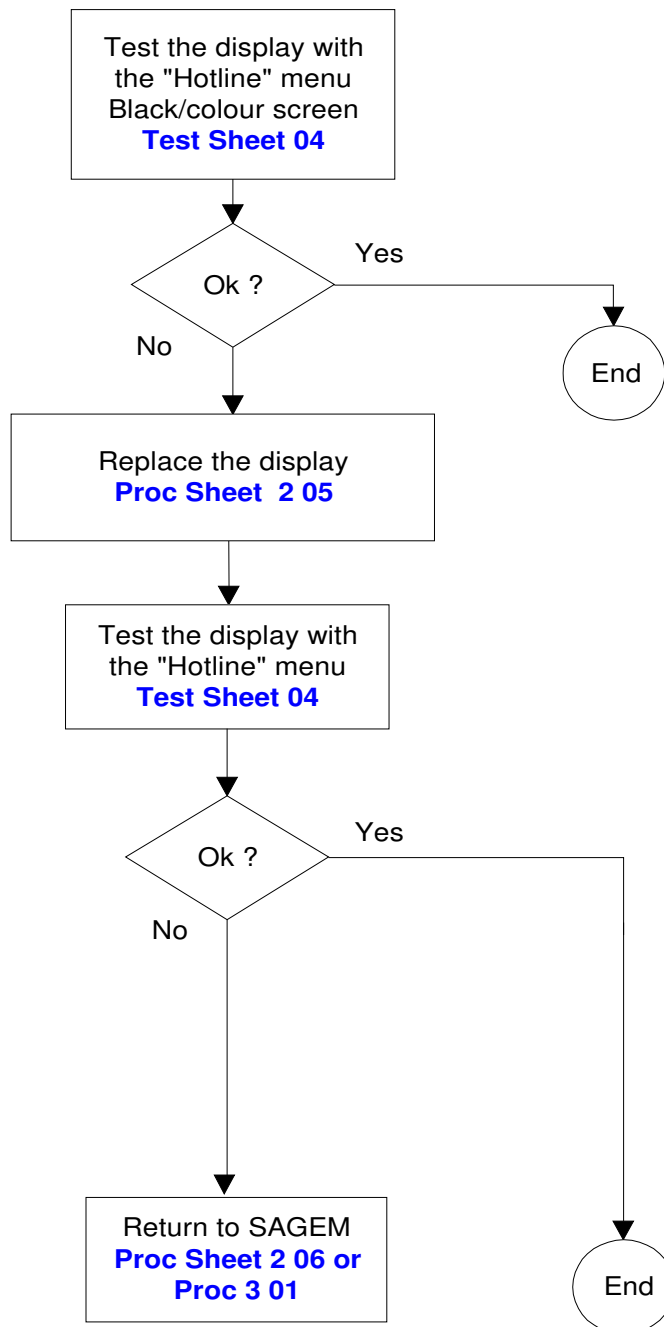 Test the display with
the "Hotline" menu
Black/colour screen
Test Sheet 04
Yes
Ok ?
No
End
Replace the display
Proc Sheet  2 05
Test the display with
the "Hotline" menu
Test Sheet 04
Yes
Ok ?
No
Return to SAGEM
Proc Sheet 2 06 or
Proc 3 01
End